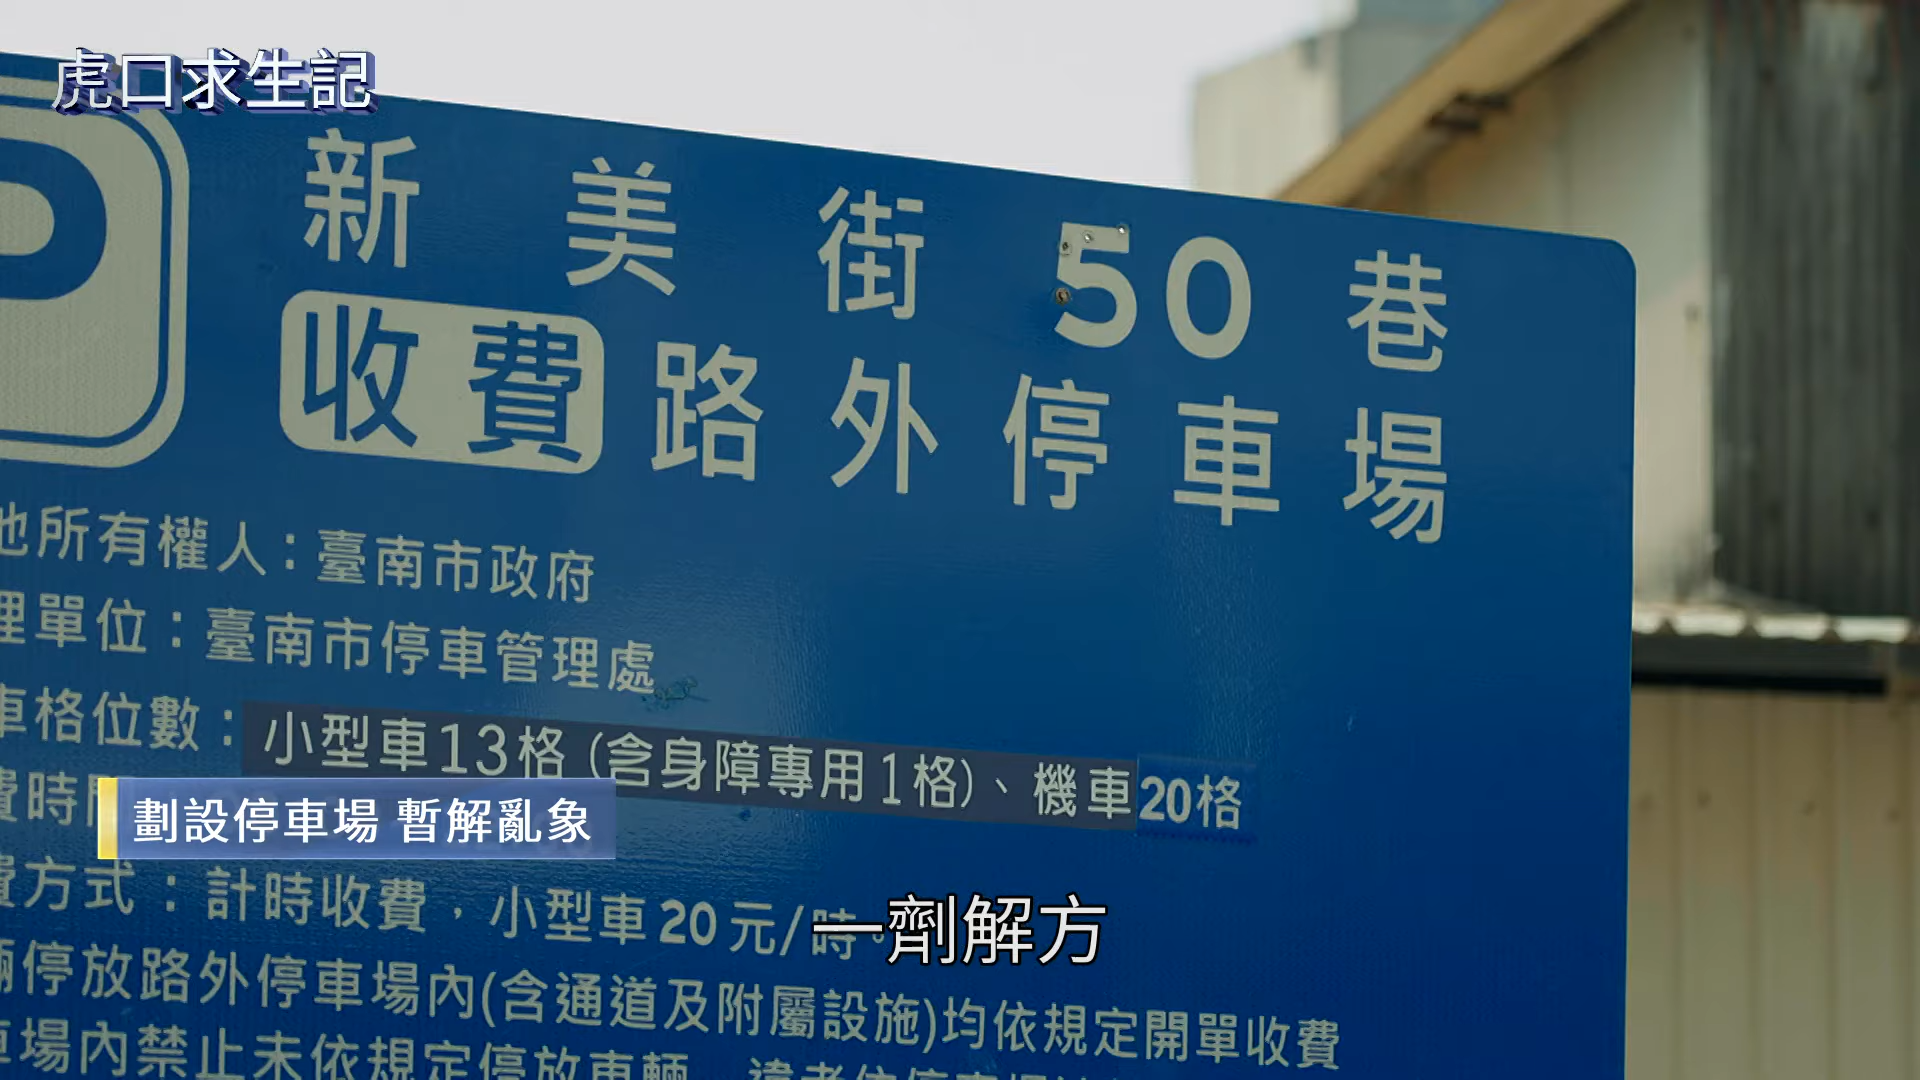 虎口求生記
P
新美街50巷
收費路外停車場
地所有權人：臺南市政府
理單位：臺南市停車管理處
車格位數：小型車13格(含身障專用1格)、機車20格
費時間
劃設停車場 暫解亂象
費方式：計時收費，小型車20元/時。
一劑解方
輛停放路外停車場內(含通道及附屬設施)均依規定開單收費
車場內禁止未依規定停放車輛